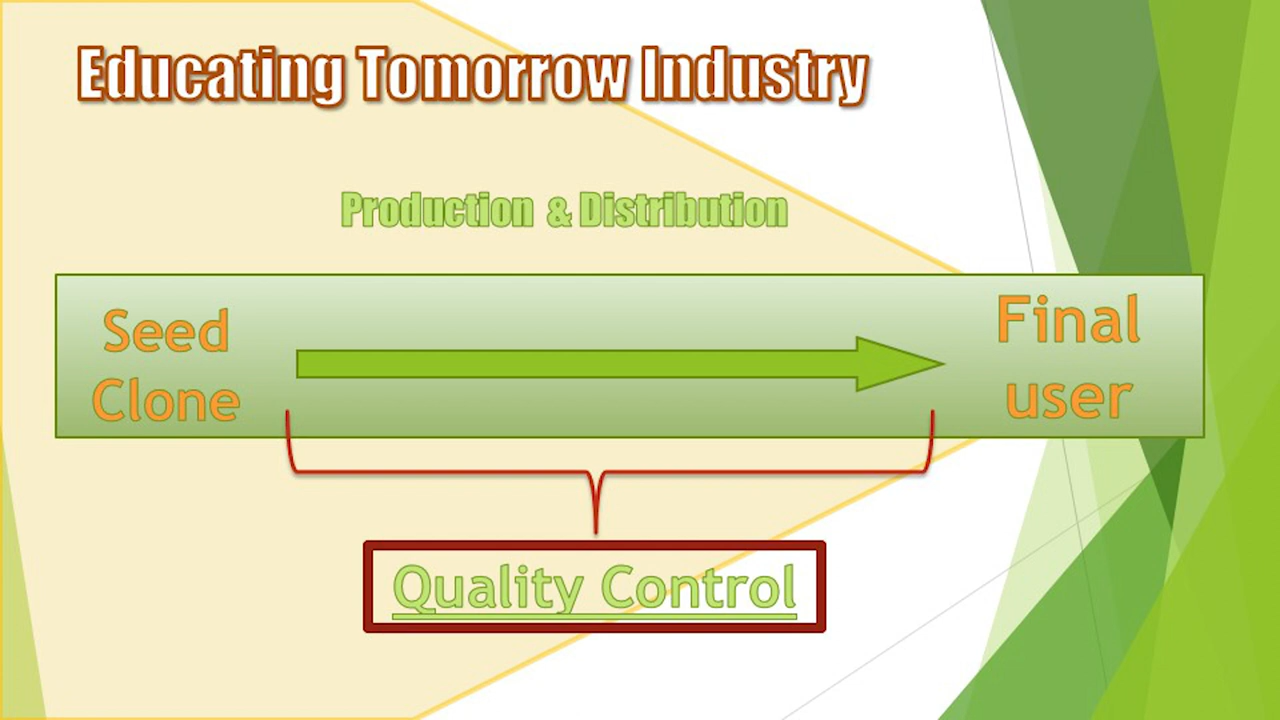 Educating Tomorrow Industry
Production & Distribution
Seed
Clone
Final
user
Quality Control